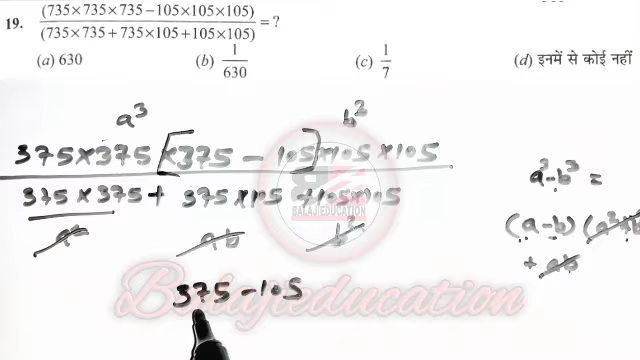 19. (735×735×735−105×105×105) / (735×735+735×105+105×105) = ?
(a) 630 (b) 1/630 (c) 1/7 (d) इनमें से कोई नहीं
a³ b³
375×375[×375 − 105]×105×105
375×375 + 375×105 + 105×105
a² ab b²
a³-b³ =
(a-b) (a²+b
+ ab
BALAJI EDUCATION
Balajieducation
375-105